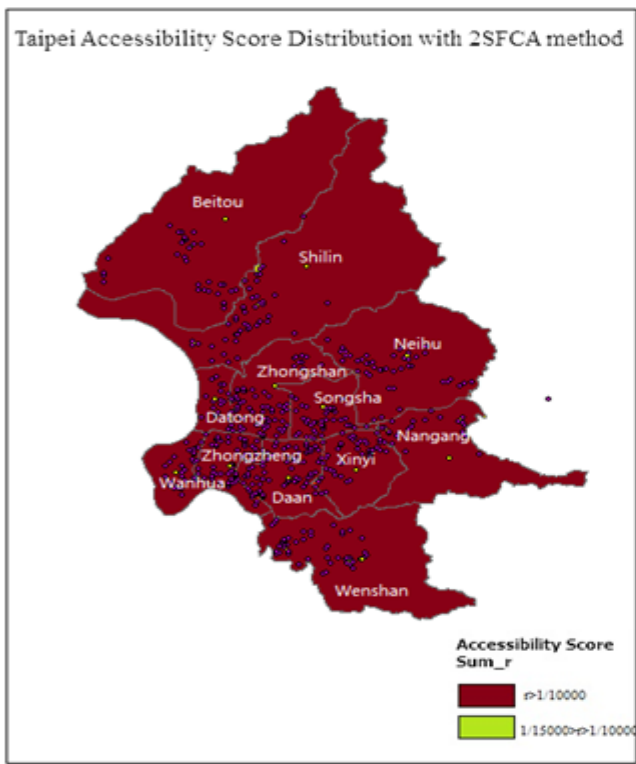 Taipei Accessibility Score Distribution with 2SFCA method
Beitou
Shilin
Neihu
Zhongshan
Songsha
Datong
Nangang
Zhongzheng
Xinyi
Wanhua
Daan
Wenshan
Accessibility Score
Sum_r
r>1/10000
1/15000>r>1/10000